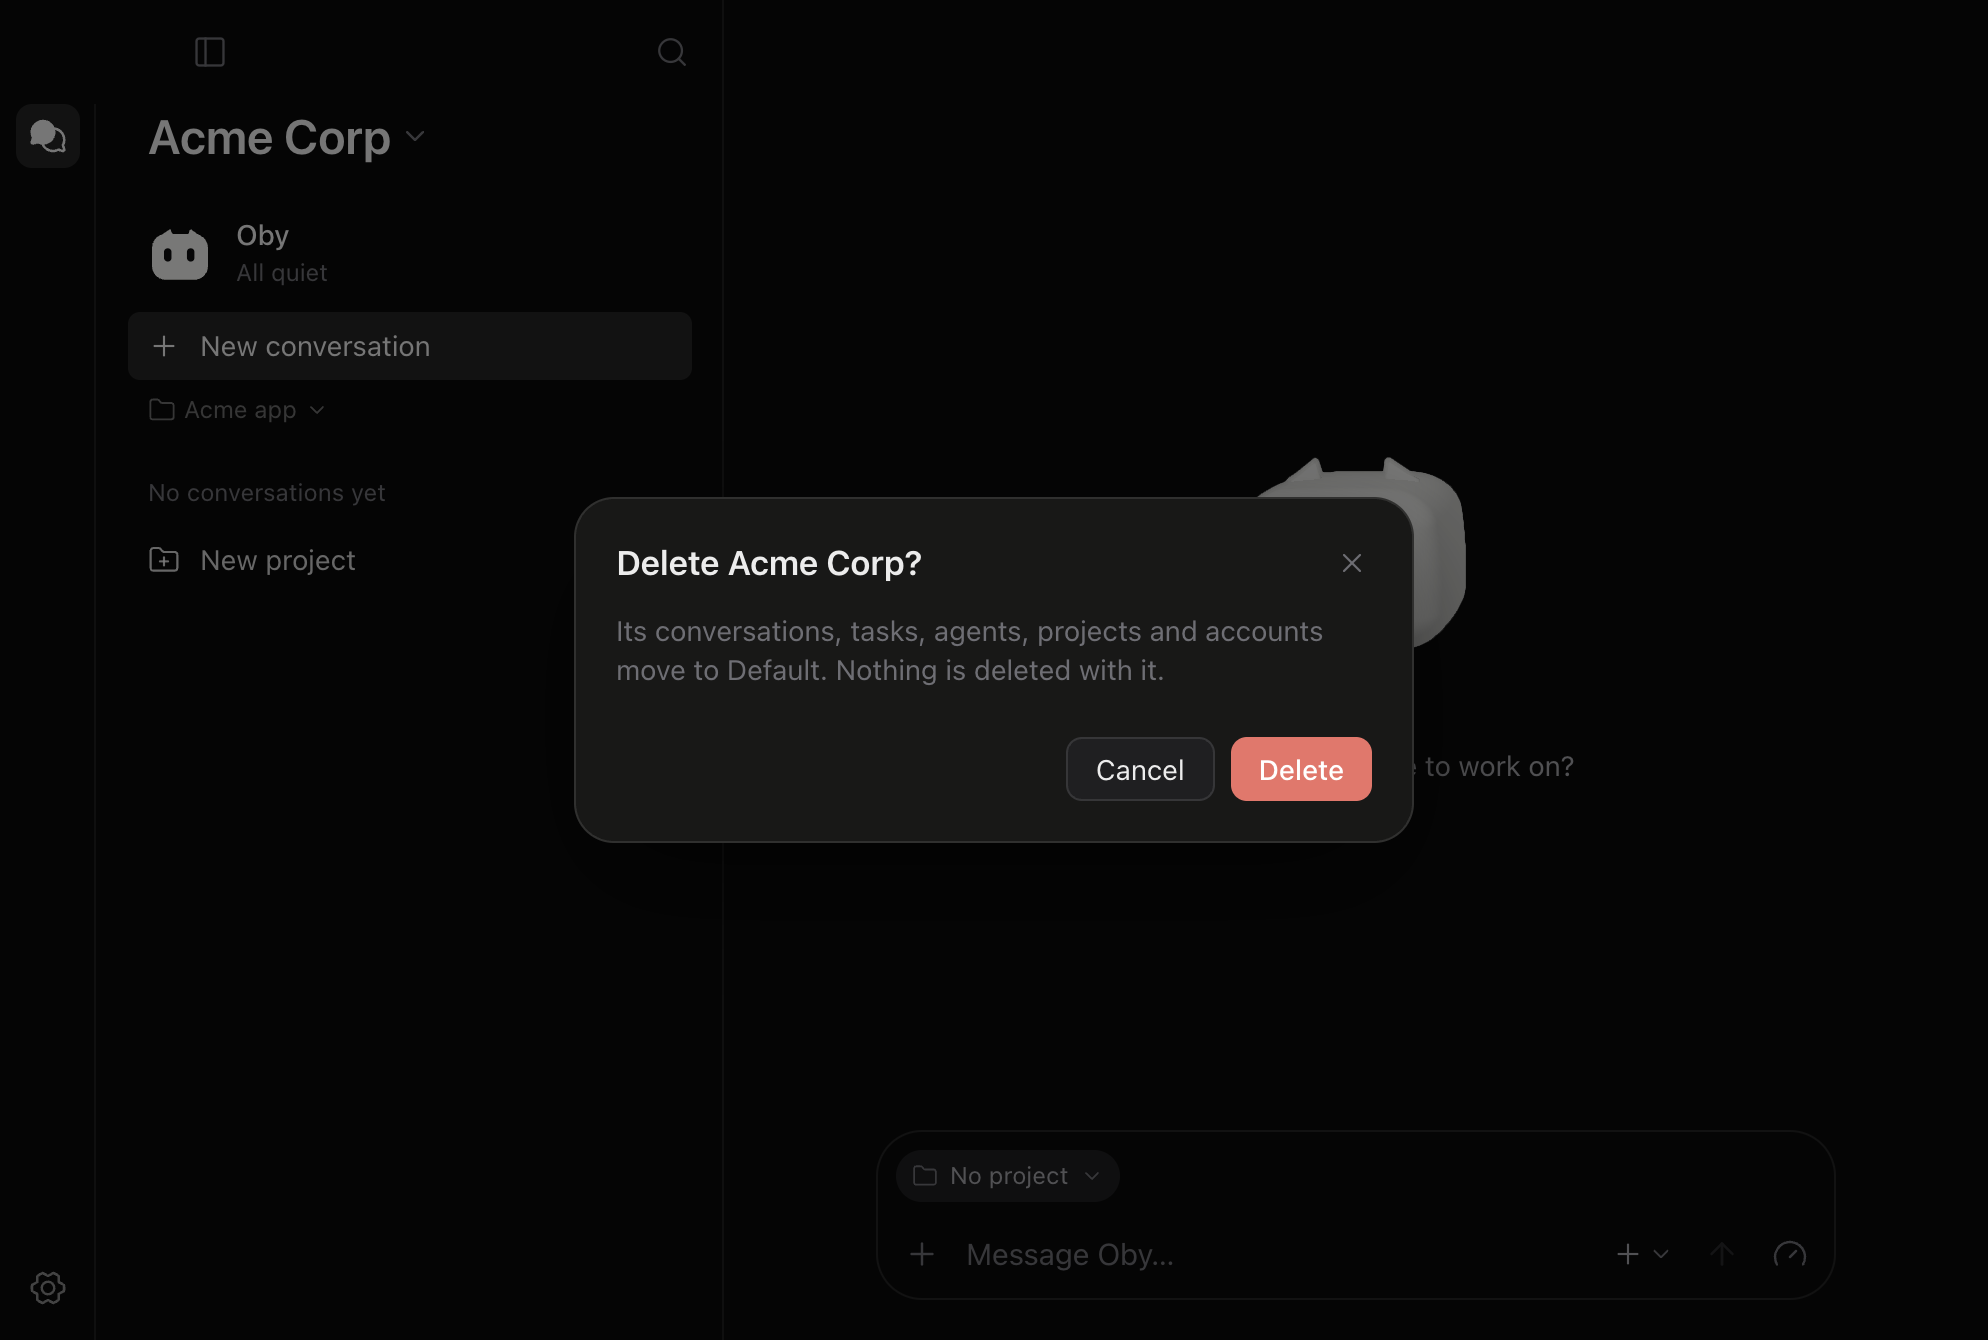 Acme Corp
Oby
All quiet
New conversation
Acme app
No conversations yet
New project
Delete Acme Corp?
Its conversations, tasks, agents, projects and accounts
move to Default. Nothing is deleted with it.
Cancel
Delete
to work on?
No project
Message Oby...